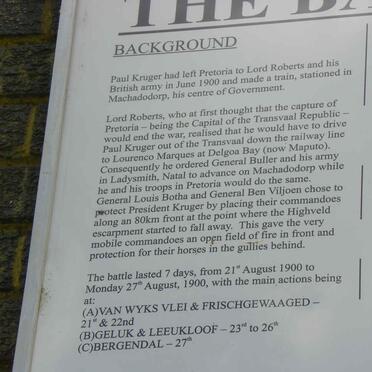 THE BA
BACKGROUND
Paul Kruger had left Pretoria to Lord Roberts and his
British army in June 1900 and made a train, stationed in
Machadodorp, his centre of Government.
Lord Roberts, who at first thought that the capture of
Pretoria – being the Capital of the Transvaal Republic –
would end the war, realised that he would have to drive
Paul Kruger out of the Transvaal down the railway line
to Lourenco Marques at Delgoa Bay (now Maputo).
Consequently he ordered General Buller and his army
in Ladysmith, Natal to advance on Machadodorp while
he and his troops in Pretoria would do the same.
General Louis Botha and General Ben Viljoen chose to
protect President Kruger by placing their commandoes
along an 80km front at the point where the Highveld
escarpment started to fall away. This gave the very
mobile commandoes an open field of fire in front and
protection for their horses in the gullies behind.
The battle lasted 7 days, from 21st August 1900 to
Monday 27th August, 1900, with the main actions being
at:
(A)VAN WYKS VLEI & FRISCHGEWAAGED –
21st & 22nd
(B)GELUK & LEEUKLOOF – 23rd to 26th
(C)BERGENDAL – 27th